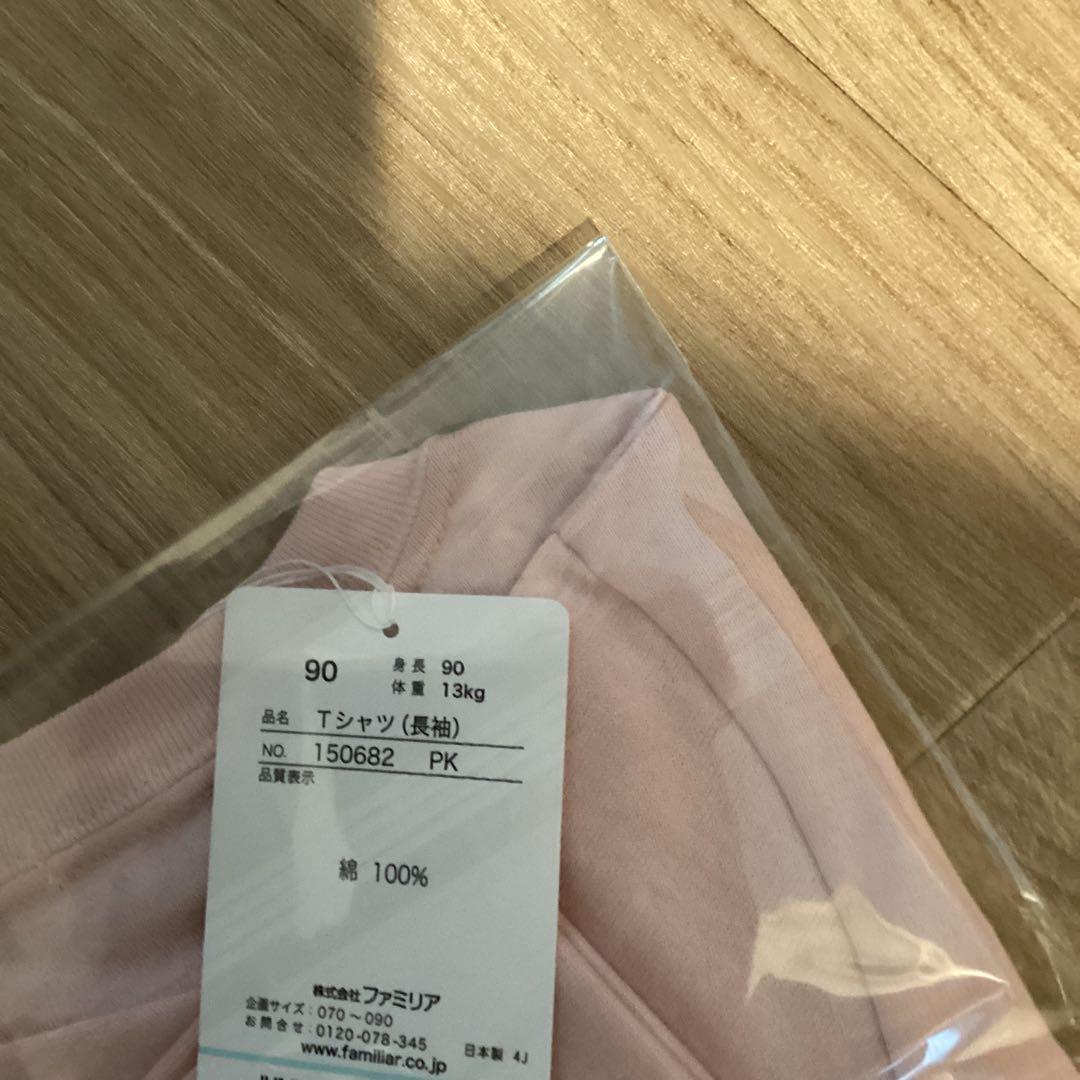 90 身長 90
体重 13kg
品名 Tシャツ(長袖)
NO. 150682 PK
品質表示
綿 100%
株式会社ファミリア
企画サイズ:070~090
お問合せ:0120-078-345
www.familiar.co.jp 日本製 4J